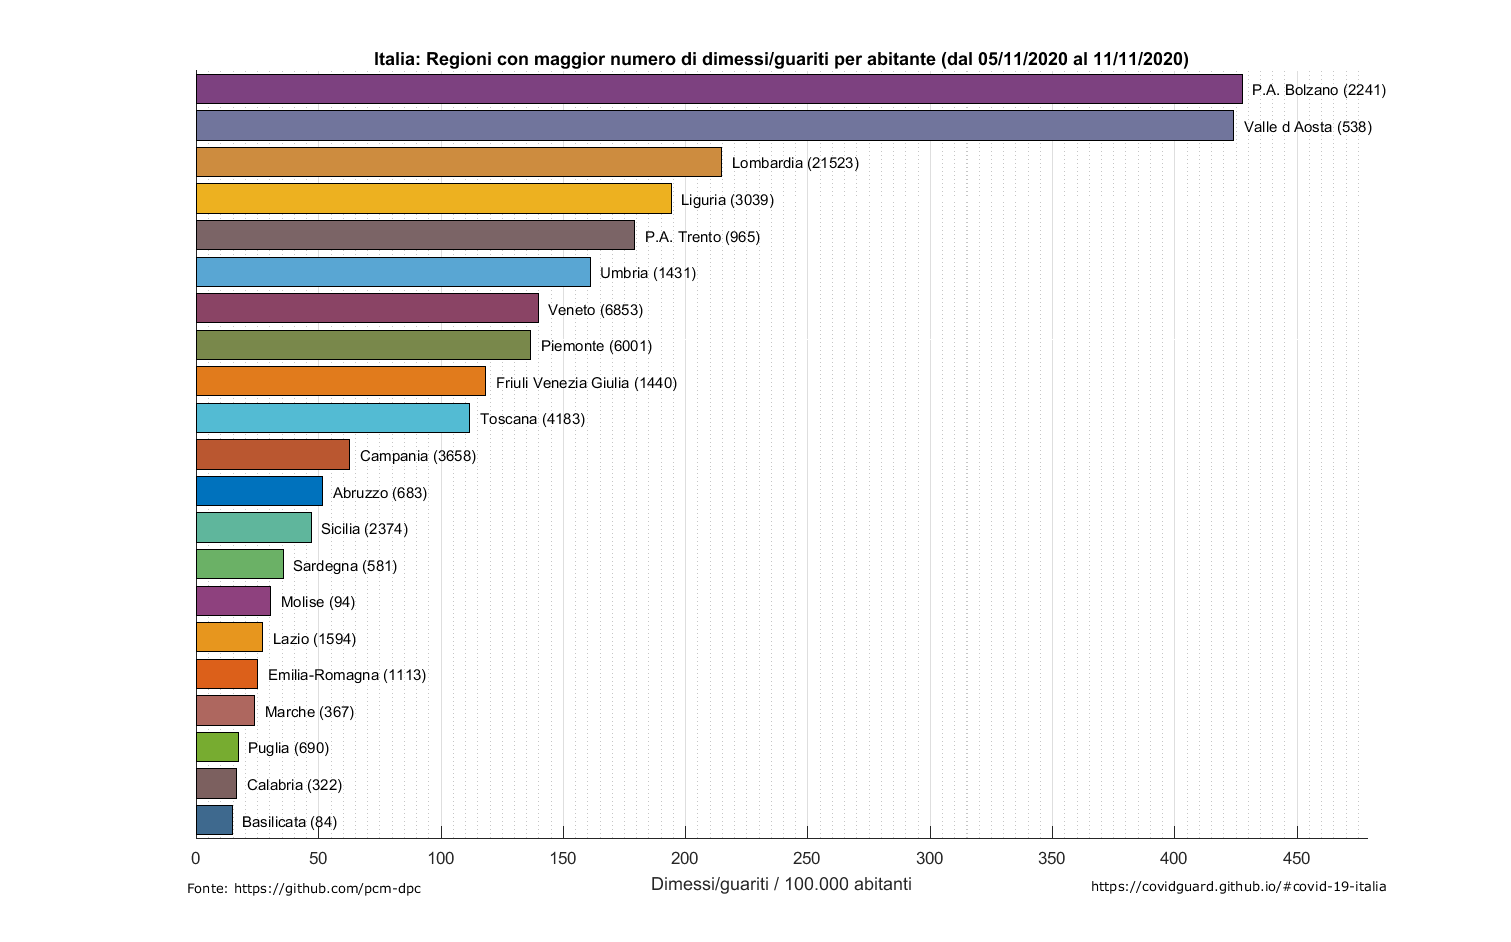 Italia: Regioni con maggior numero di dimessi/guariti per abitante (dal 05/11/2020 al 11/11/2020)
P.A. Bolzano (2241)
Valle d Aosta (538)
Lombardia (21523)
Liguria (3039)
P.A. Trento (965)
Umbria (1431)
Veneto (6853)
Piemonte (6001)
Friuli Venezia Giulia (1440)
Toscana (4183)
Campania (3658)
Abruzzo (683)
Sicilia (2374)
Sardegna (581)
Molise (94)
Lazio (1594)
Emilia-Romagna (1113)
Marche (367)
Puglia (690)
Calabria (322)
Basilicata (84)
0 50 100 150 200 250 300 350 400 450
Dimessi/guariti / 100.000 abitanti
Fonte: https://github.com/pcm-dpc
https://covidguard.github.io/#covid-19-italia